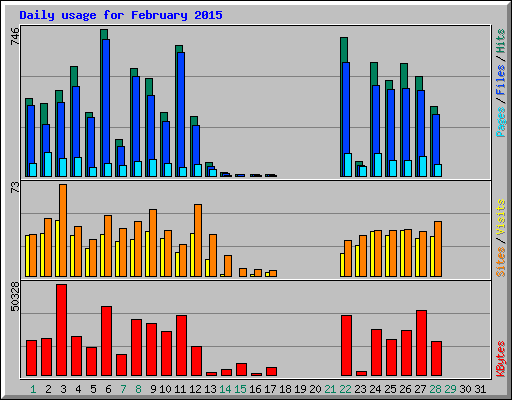 Daily usage for February 2015
746
Pages / Files / Hits
73
Sites / Visits
50328
KBytes
1 2 3 4 5 6 7 8 9 10 11 12 13 14 15 16 17 18 19 20 21 22 23 24 25 26 27 28 29 30 31